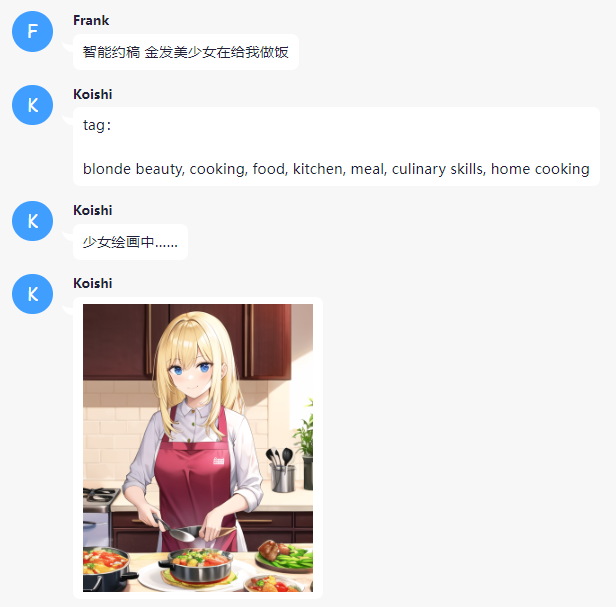 F
Frank
智能约稿 金发美少女在给我做饭
K
Koishi
tag：
blonde beauty, cooking, food, kitchen, meal, culinary skills, home cooking
K
Koishi
少女绘画中......
K
Koishi